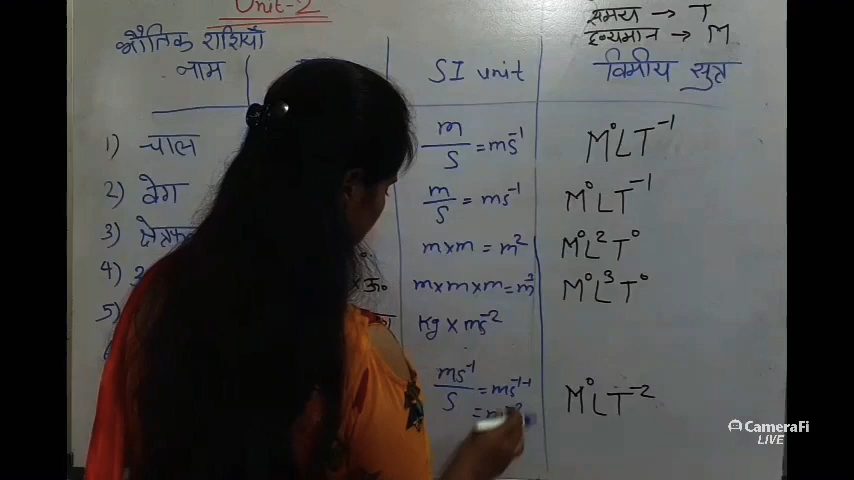 Unit-2
समय → T
द्रव्यमान → M
भौतिक राशियाँ
नाम
SI unit
विमीय सुत्र
1) चाल
m/s = ms⁻¹
M⁰LT⁻¹
2) वेग
m/s = ms⁻¹
M⁰LT⁻¹
3)
m×m = m²
M⁰L²T⁰
4)
×ऊ०
m×m×m = m³
M⁰L³T⁰
5)
Kg × ms⁻²
ms⁻¹/s = ms⁻¹⁻¹
M⁰LT⁻²
CameraFi
LIVE